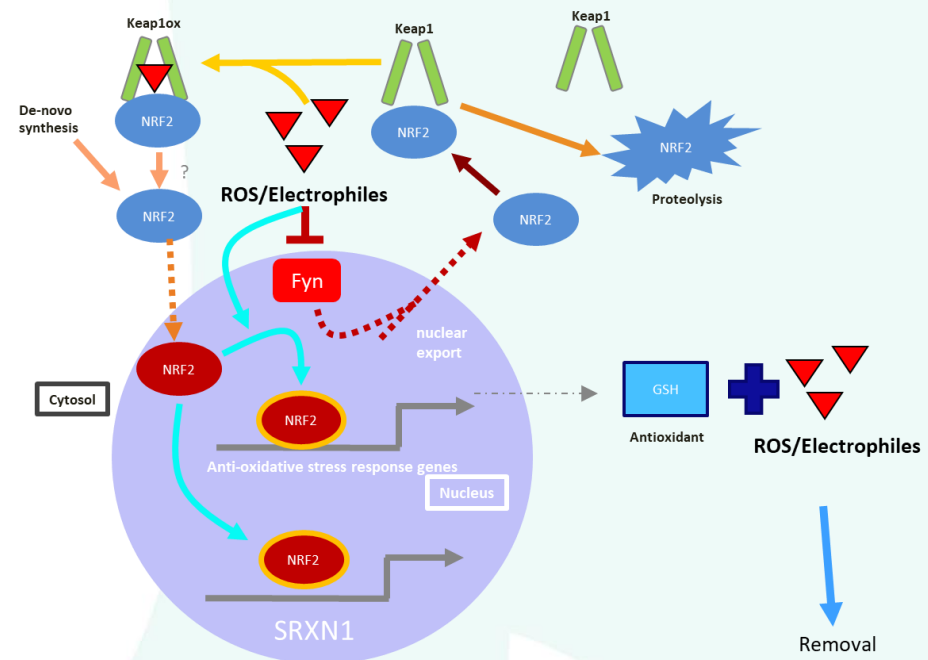 Keap1
Keap1ox
Keap1
De-novo
synthesis
NRF2
NRF2
NRF2
?
ROS/Electrophiles
Proteolysis
NRF2
NRF2
Fyn
nuclear
export
NRF2
Cytosol
NRF2
GSH
Antioxidant
ROS/Electrophiles
Anti-oxidative stress response genes
Nucleus
NRF2
SRXN1
Removal